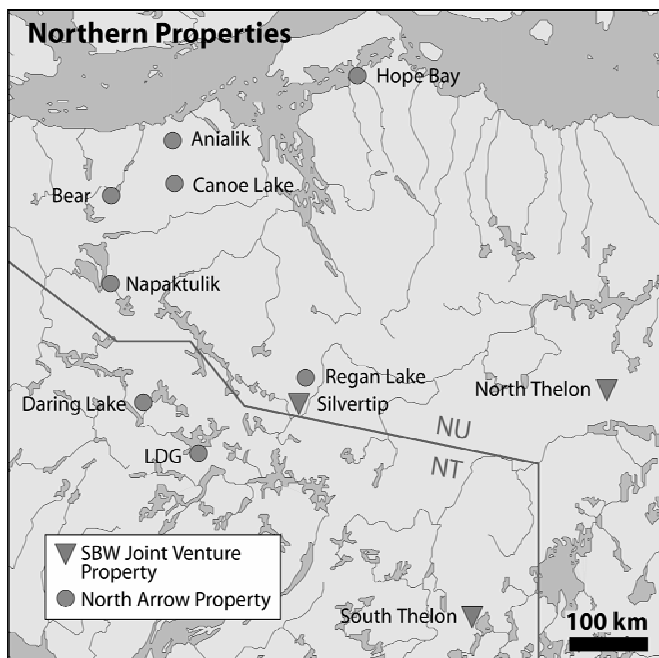 Northern Properties
Hope Bay
Anialik
Canoe Lake
Bear
Napaktulik
Regan Lake
North Thelon
Daring Lake
Silvertip
NU
LDG
NT
SBW Joint Venture
Property
North Arrow Property
South Thelon
100 km